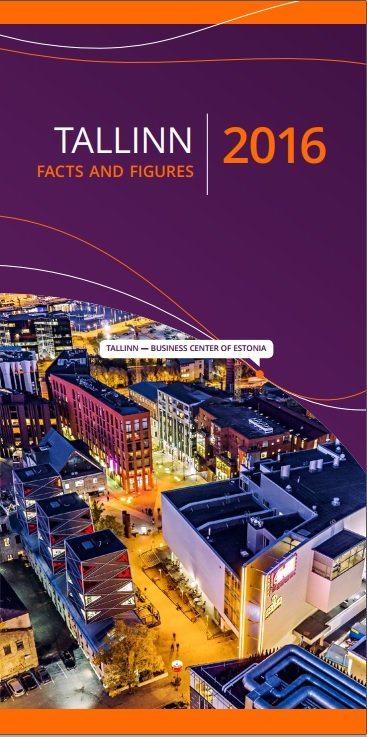 TALLINN
FACTS AND FIGURES
2016
TALLINN — BUSINESS CENTER OF ESTONIA